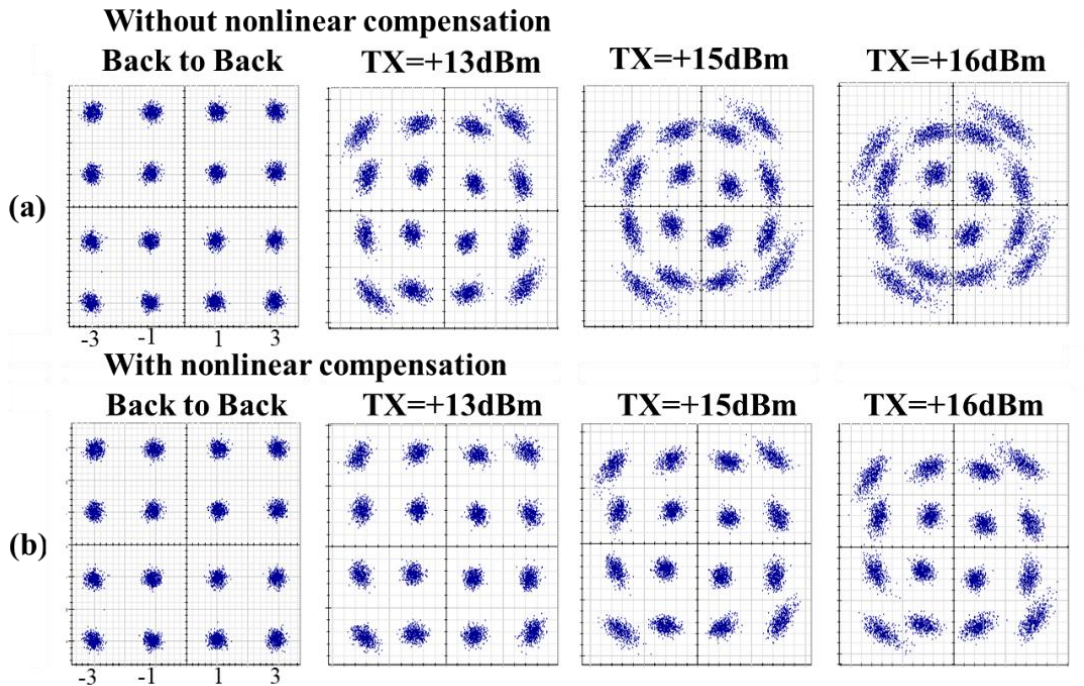 Without nonlinear compensation
Back to Back TX=+13dBm TX=+15dBm TX=+16dBm
(a)
-3 -1 1 3
With nonlinear compensation
Back to Back TX=+13dBm TX=+15dBm TX=+16dBm
(b)
-3 -1 1 3